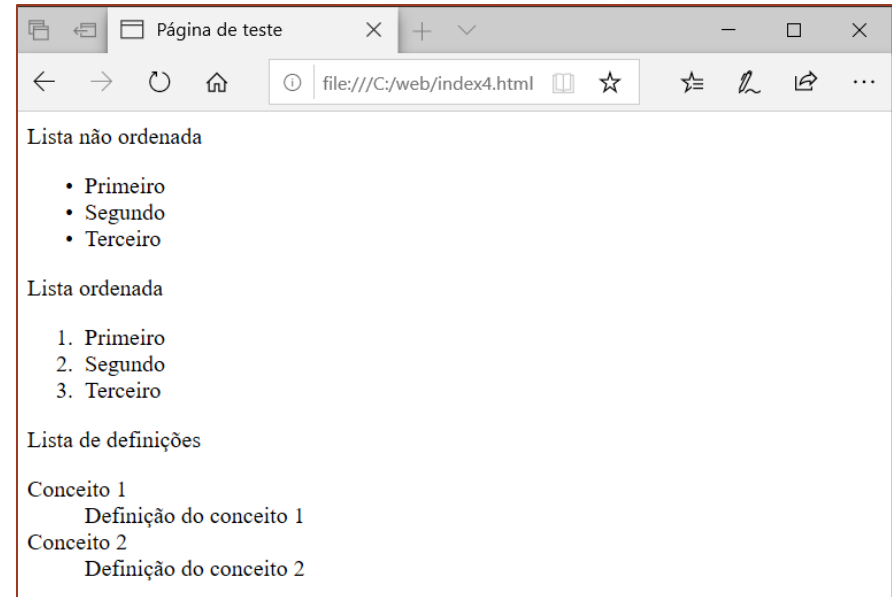 Página de teste
file:///C:/web/index4.html
Lista não ordenada
• Primeiro
• Segundo
• Terceiro
Lista ordenada
1. Primeiro
2. Segundo
3. Terceiro
Lista de definições
Conceito 1
Definição do conceito 1
Conceito 2
Definição do conceito 2